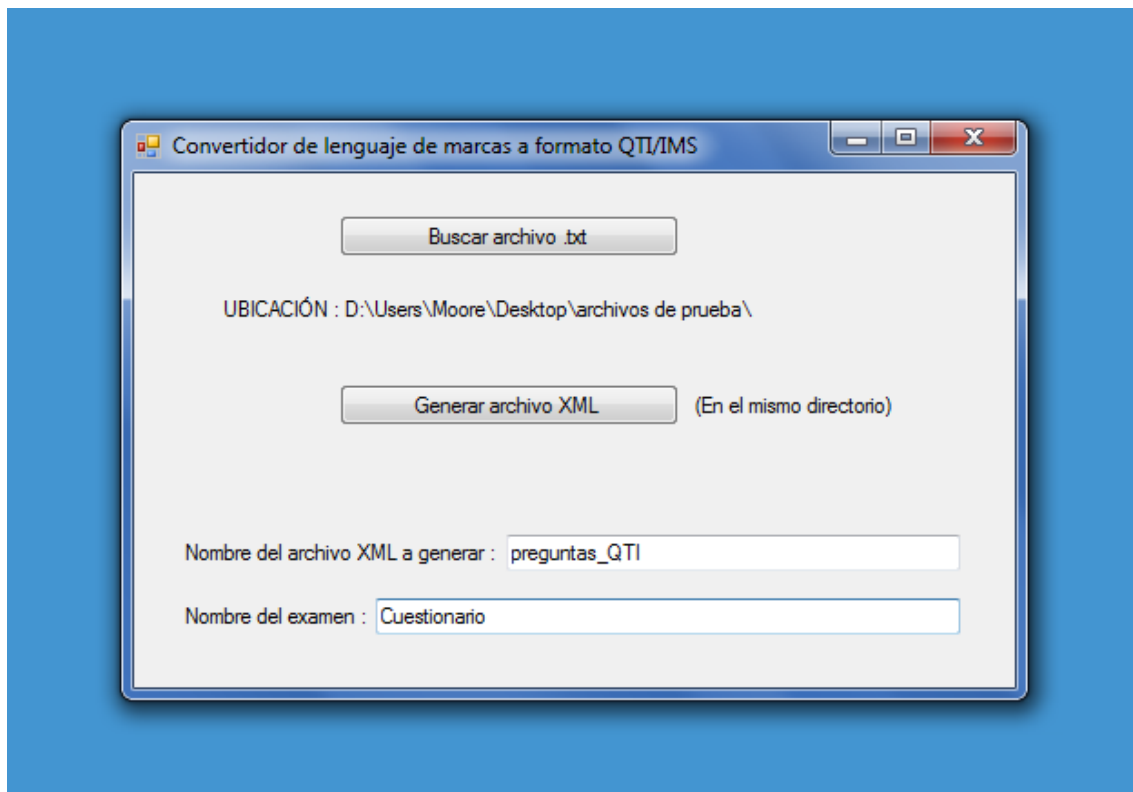 Convertidor de lenguaje de marcas a formato QTI/IMS
Buscar archivo .txt
UBICACIÓN : D:\Users\Moore\Desktop\archivos de prueba\
Generar archivo XML (En el mismo directorio)
Nombre del archivo XML a generar : preguntas_QTI
Nombre del examen : Cuestionario